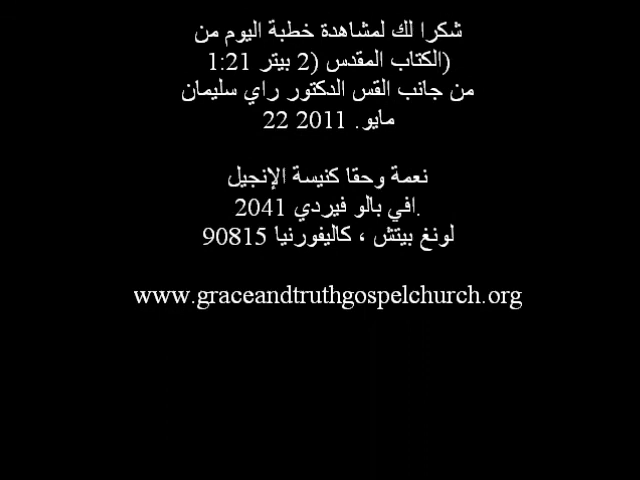 شكرا لك لمشاهدة خطبة اليوم من
(الكتاب المقدس (2 بيتر 1:21
من جانب القس الدكتور راي سليمان
مايو. 2011 22
نعمة وحقا كنيسة الإنجيل
.افي بالو فيردي 2041
لونغ بيتش ، كاليفورنيا 90815
www.graceandtruthgospelchurch.org